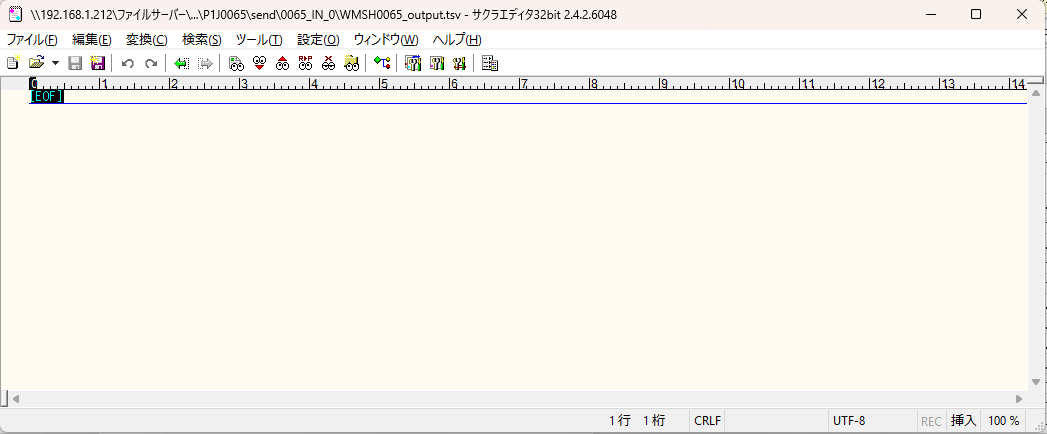 \\192.168.1.212\ファイルサーバー\...\P1J0065\send\0065_IN_0\WMSH0065_output.tsv - サクラエディタ32bit 2.4.2.6048
ファイル(F) 編集(E) 変換(C) 検索(S) ツール(T) 設定(O) ウィンドウ(W) ヘルプ(H)
0 1 2 3 4 5 6 7 8 9 10 11 12 13 14
[EOF]
1 行 1 桁 CRLF UTF-8 REC 挿入 100 %